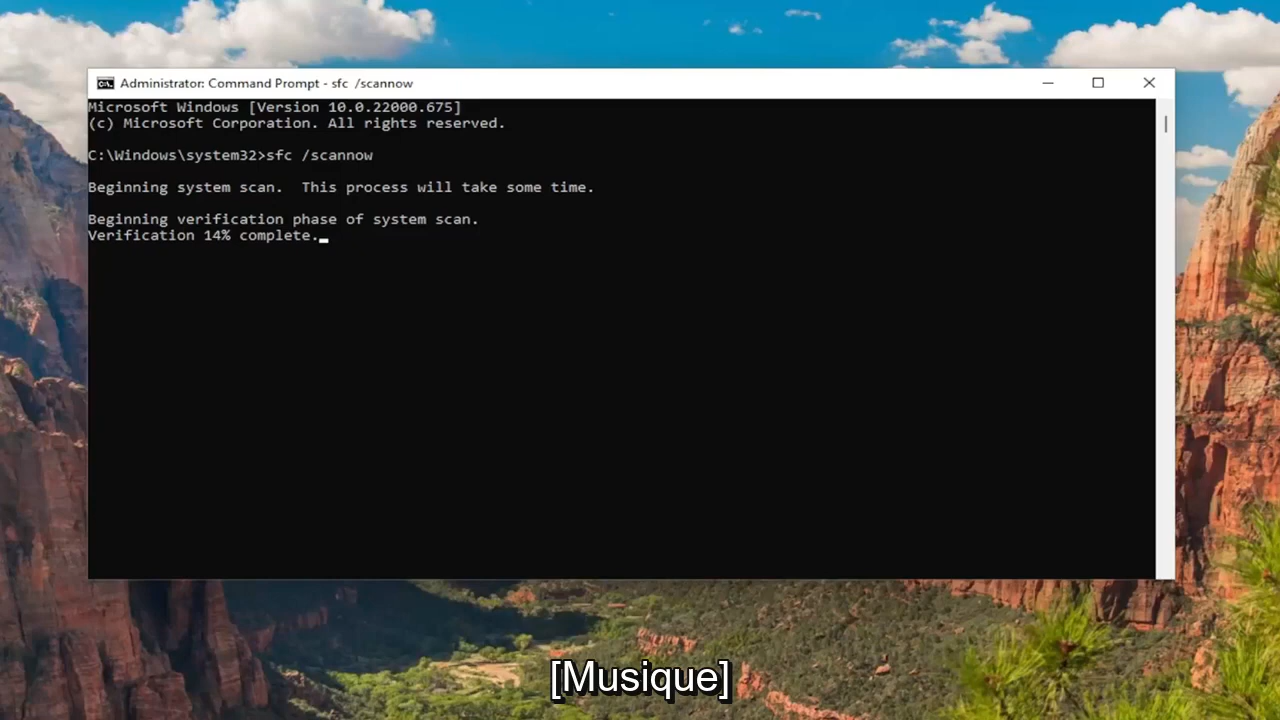 Administrator: Command Prompt - sfc /scannow
Microsoft Windows [Version 10.0.22000.675]
(c) Microsoft Corporation. All rights reserved.
C:\Windows\system32>sfc /scannow
Beginning system scan.  This process will take some time.
Beginning verification phase of system scan.
Verification 14% complete.
[Musique]